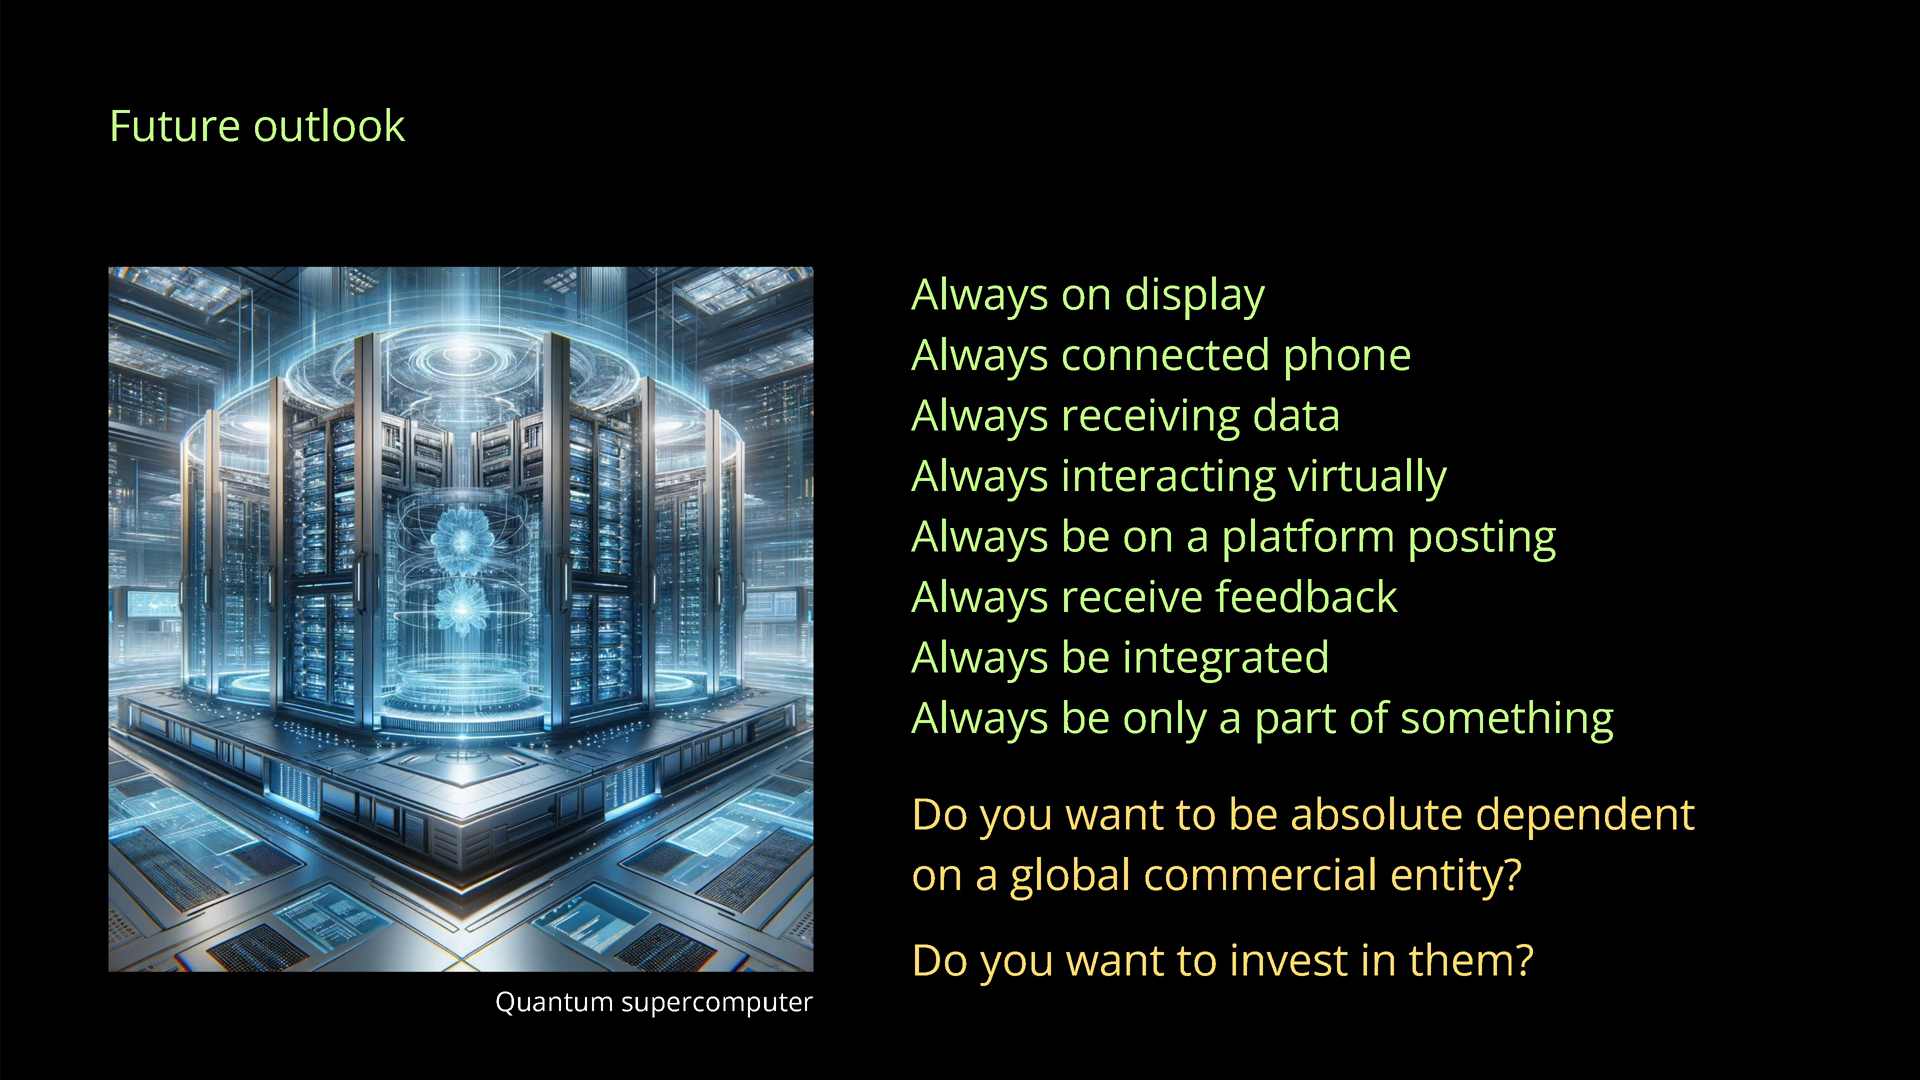 Future outlook
Always on display
Always connected phone
Always receiving data
Always interacting virtually
Always be on a platform posting
Always receive feedback
Always be integrated
Always be only a part of something
Do you want to be absolute dependent
on a global commercial entity?
Do you want to invest in them?
Quantum supercomputer